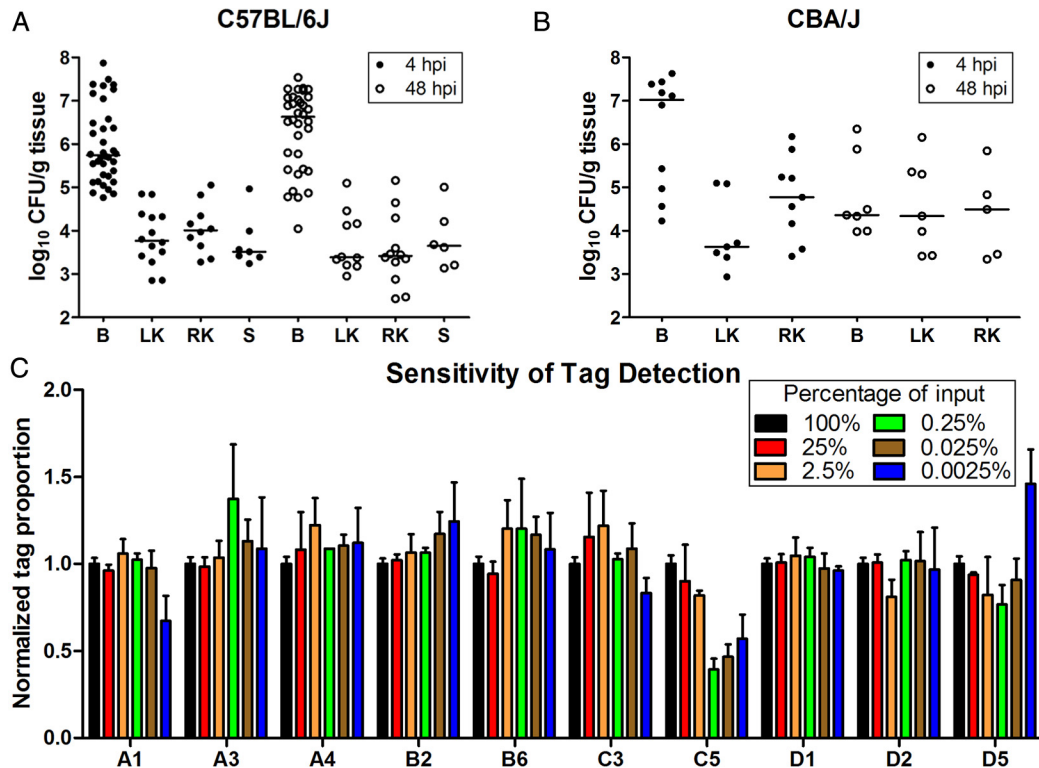 A
C57BL/6J
log10 CFU/g tissue
8
7
6
5
4
3
2
4 hpi
48 hpi
B LK RK S B LK RK S
B
CBA/J
log10 CFU/g tissue
8
7
6
5
4
3
2
4 hpi
48 hpi
B LK RK B LK RK
C
Sensitivity of Tag Detection
Normalized tag proportion
2.0
1.5
1.0
0.5
0.0
Percentage of input
100% 0.25%
25% 0.025%
2.5% 0.0025%
A1 A3 A4 B2 B6 C3 C5 D1 D2 D5